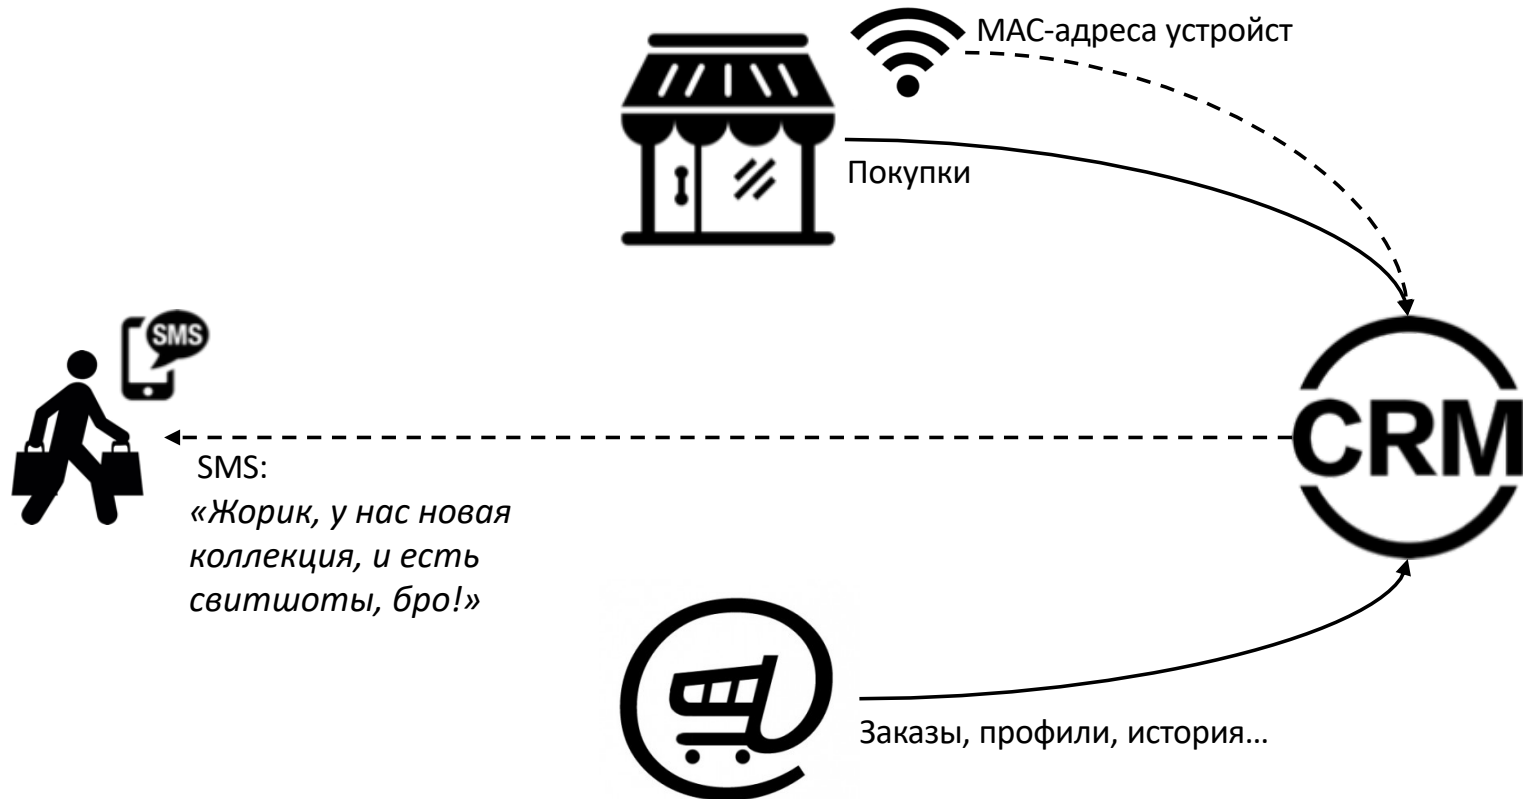 MAC-адреса устройст
Покупки
SMS
CRM
SMS:
«Жорик, у нас новая
коллекция, и есть
свитшоты, бро!»
Заказы, профили, история…